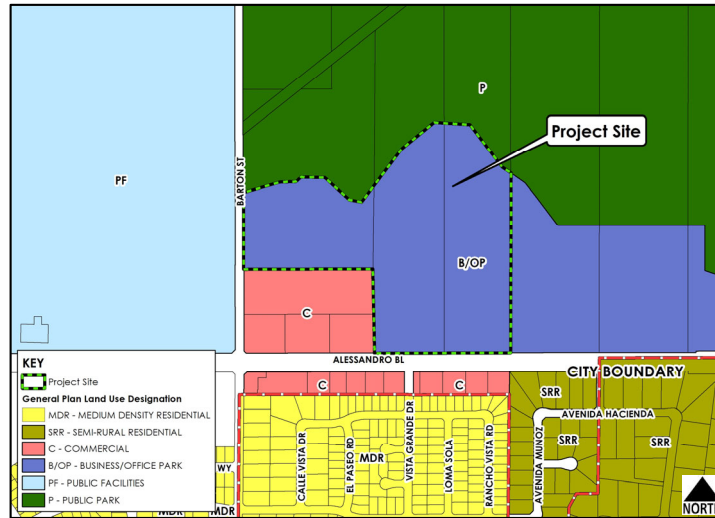 P
Project Site
PF
BARTON ST
B/OP
C
ALESSANDRO BL
CITY BOUNDARY
C
C
SRR
AVENIDA HACIENDA
SRR
SRR
AVENIDA MUNOZ
CALLE VISTA DR
EL PASEO RD
MDR
VISTA GRANDE DR
LOMA SOLA
RANCHO VISTA RD
WY
MDR
MDR
KEY
Project Site
General Plan Land Use Designation
MDR - MEDIUM DENSITY RESIDENTIAL
SRR - SEMI-RURAL RESIDENTIAL
C - COMMERCIAL
B/OP - BUSINESS/OFFICE PARK
PF - PUBLIC FACILITIES
P - PUBLIC PARK
NORTH